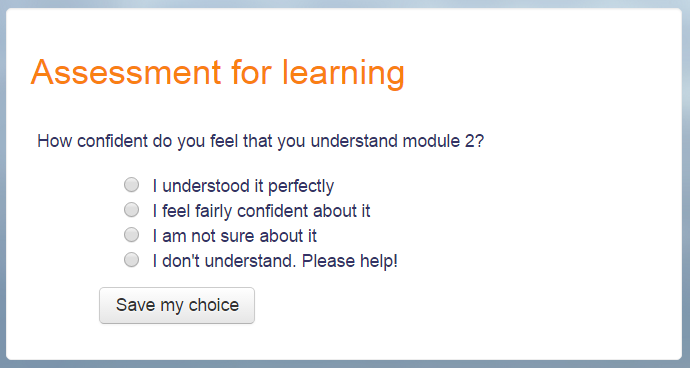 Assessment for learning
How confident do you feel that you understand module 2?
I understood it perfectly
I feel fairly confident about it
I am not sure about it
I don't understand. Please help!
Save my choice